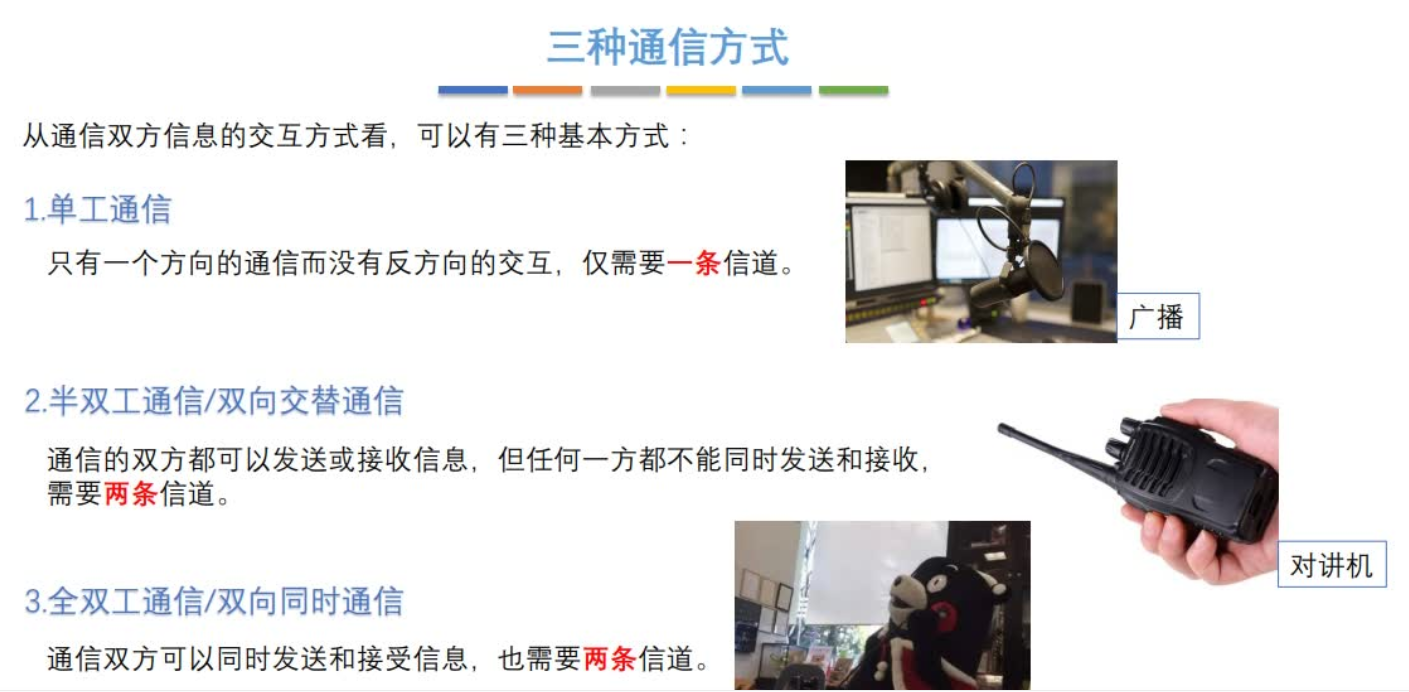 三种通信方式
从通信双方信息的交互方式看，可以有三种基本方式：
1.单工通信
只有一个方向的通信而没有反方向的交互，仅需要一条信道。
广播
2.半双工通信/双向交替通信
通信的双方都可以发送或接收信息，但任何一方都不能同时发送和接收，
需要两条信道。
对讲机
3.全双工通信/双向同时通信
通信双方可以同时发送和接受信息，也需要两条信道。